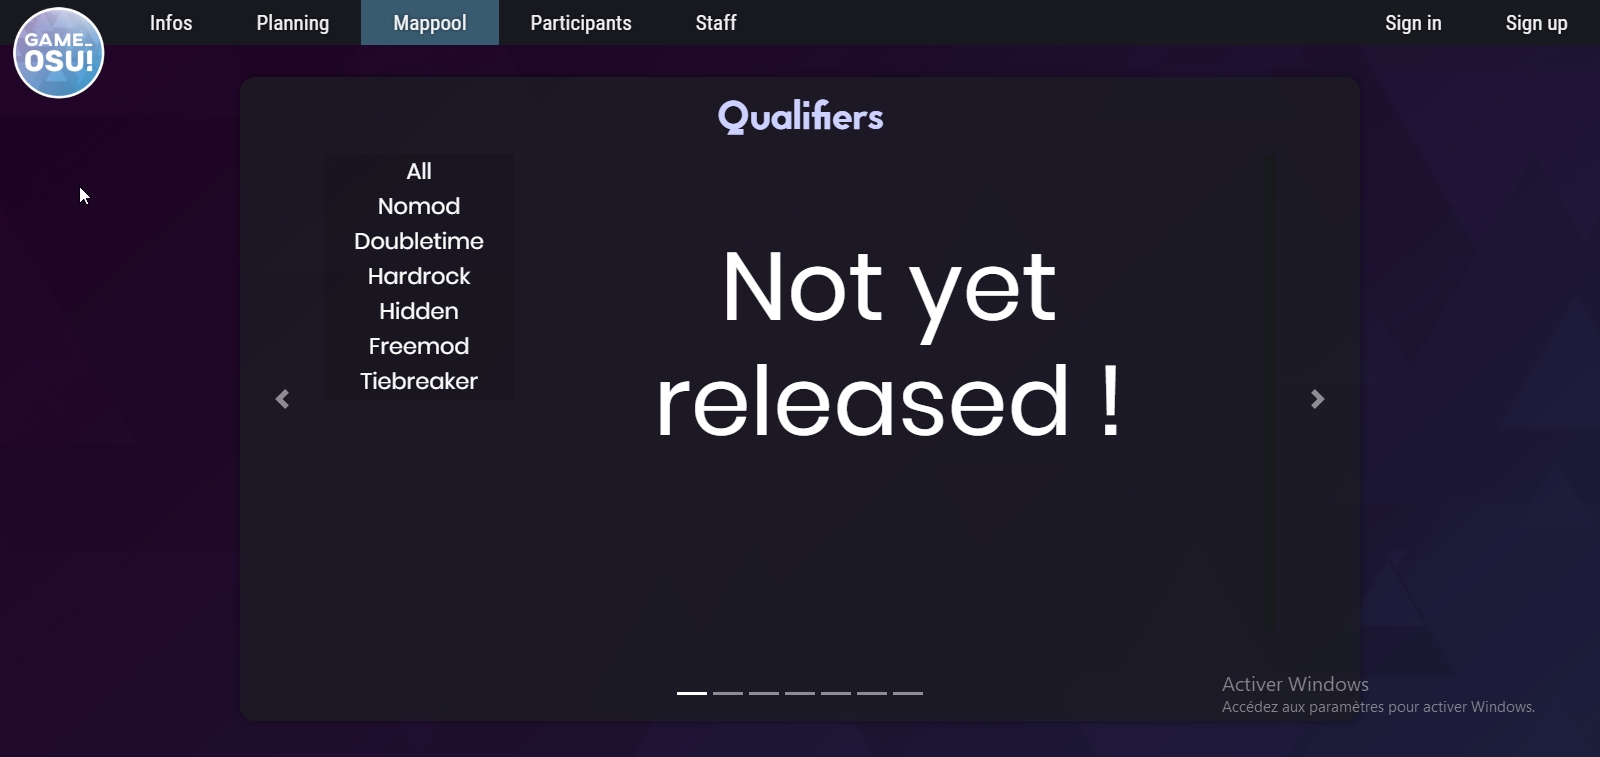 GAME_
OSU!
Infos
Planning
Mappool
Participants
Staff
Sign in
Sign up
Qualifiers
All
Nomod
Doubletime
Hardrock
Hidden
Freemod
Tiebreaker
Not yet
released !
Activer Windows
Accédez aux paramètres pour activer Windows.